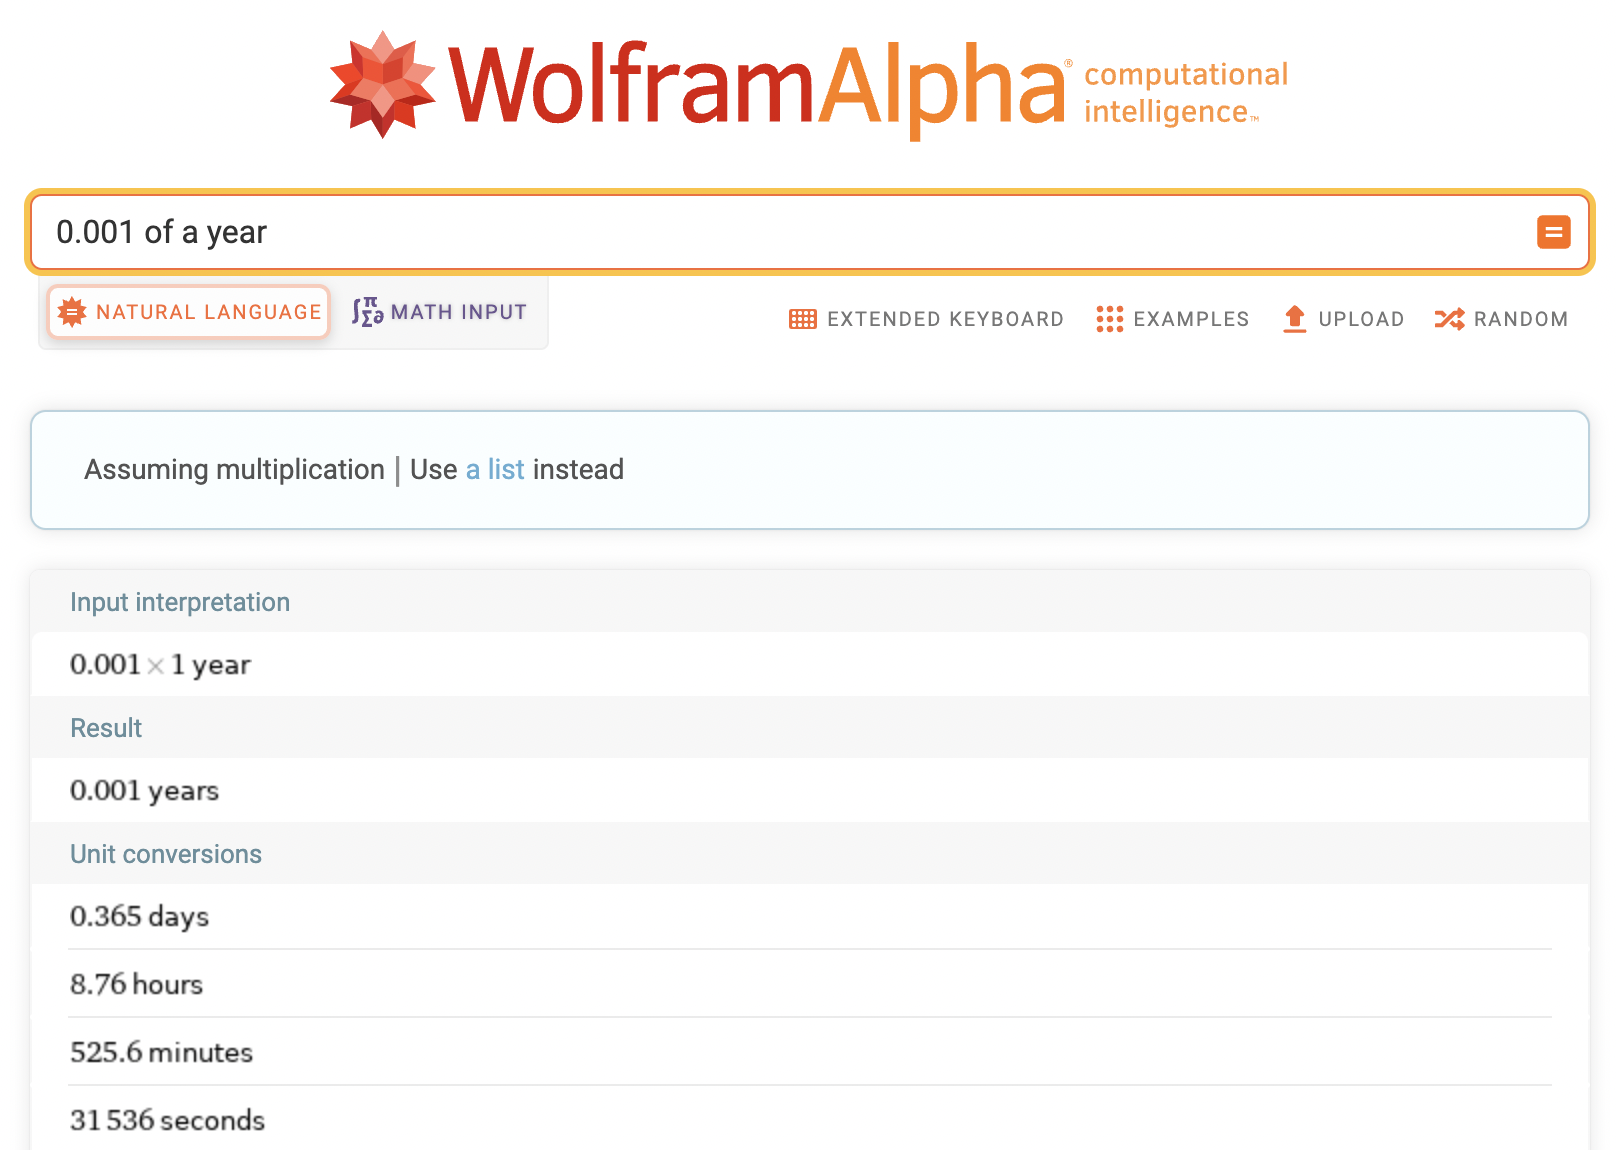 WolframAlpha® computational
intelligence™
0.001 of a year
=
NATURAL LANGUAGE
∫π∑∂ MATH INPUT
EXTENDED KEYBOARD
EXAMPLES
UPLOAD
RANDOM
Assuming multiplication | Use a list instead
Input interpretation
0.001 × 1 year
Result
0.001 years
Unit conversions
0.365 days
8.76 hours
525.6 minutes
31 536 seconds